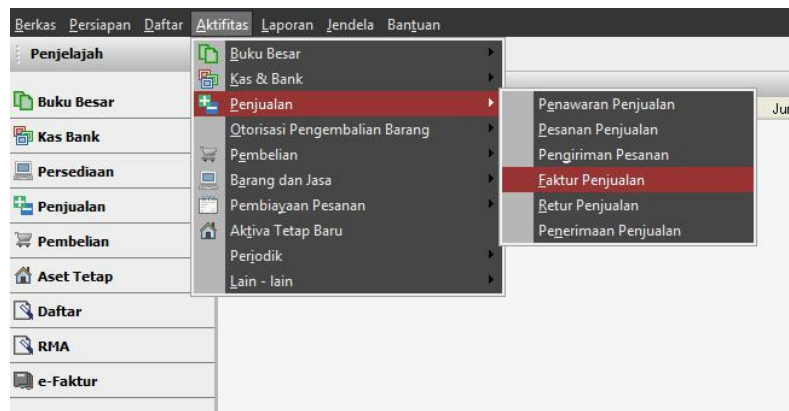 Berkas Persiapan Daftar Aktifitas Laporan Jendela Bantuan
Penjelajah
Buku Besar
Kas Bank
Persediaan
Penjualan
Pembelian
Aset Tetap
Daftar
RMA
e-Faktur
Buku Besar
Kas & Bank
Penjualan
Otorisasi Pengembalian Barang
Pembelian
Barang dan Jasa
Pembiayaan Pesanan
Aktiva Tetap Baru
Periodik
Lain - lain
Penawaran Penjualan
Pesanan Penjualan
Pengiriman Pesanan
Faktur Penjualan
Retur Penjualan
Penerimaan Penjualan